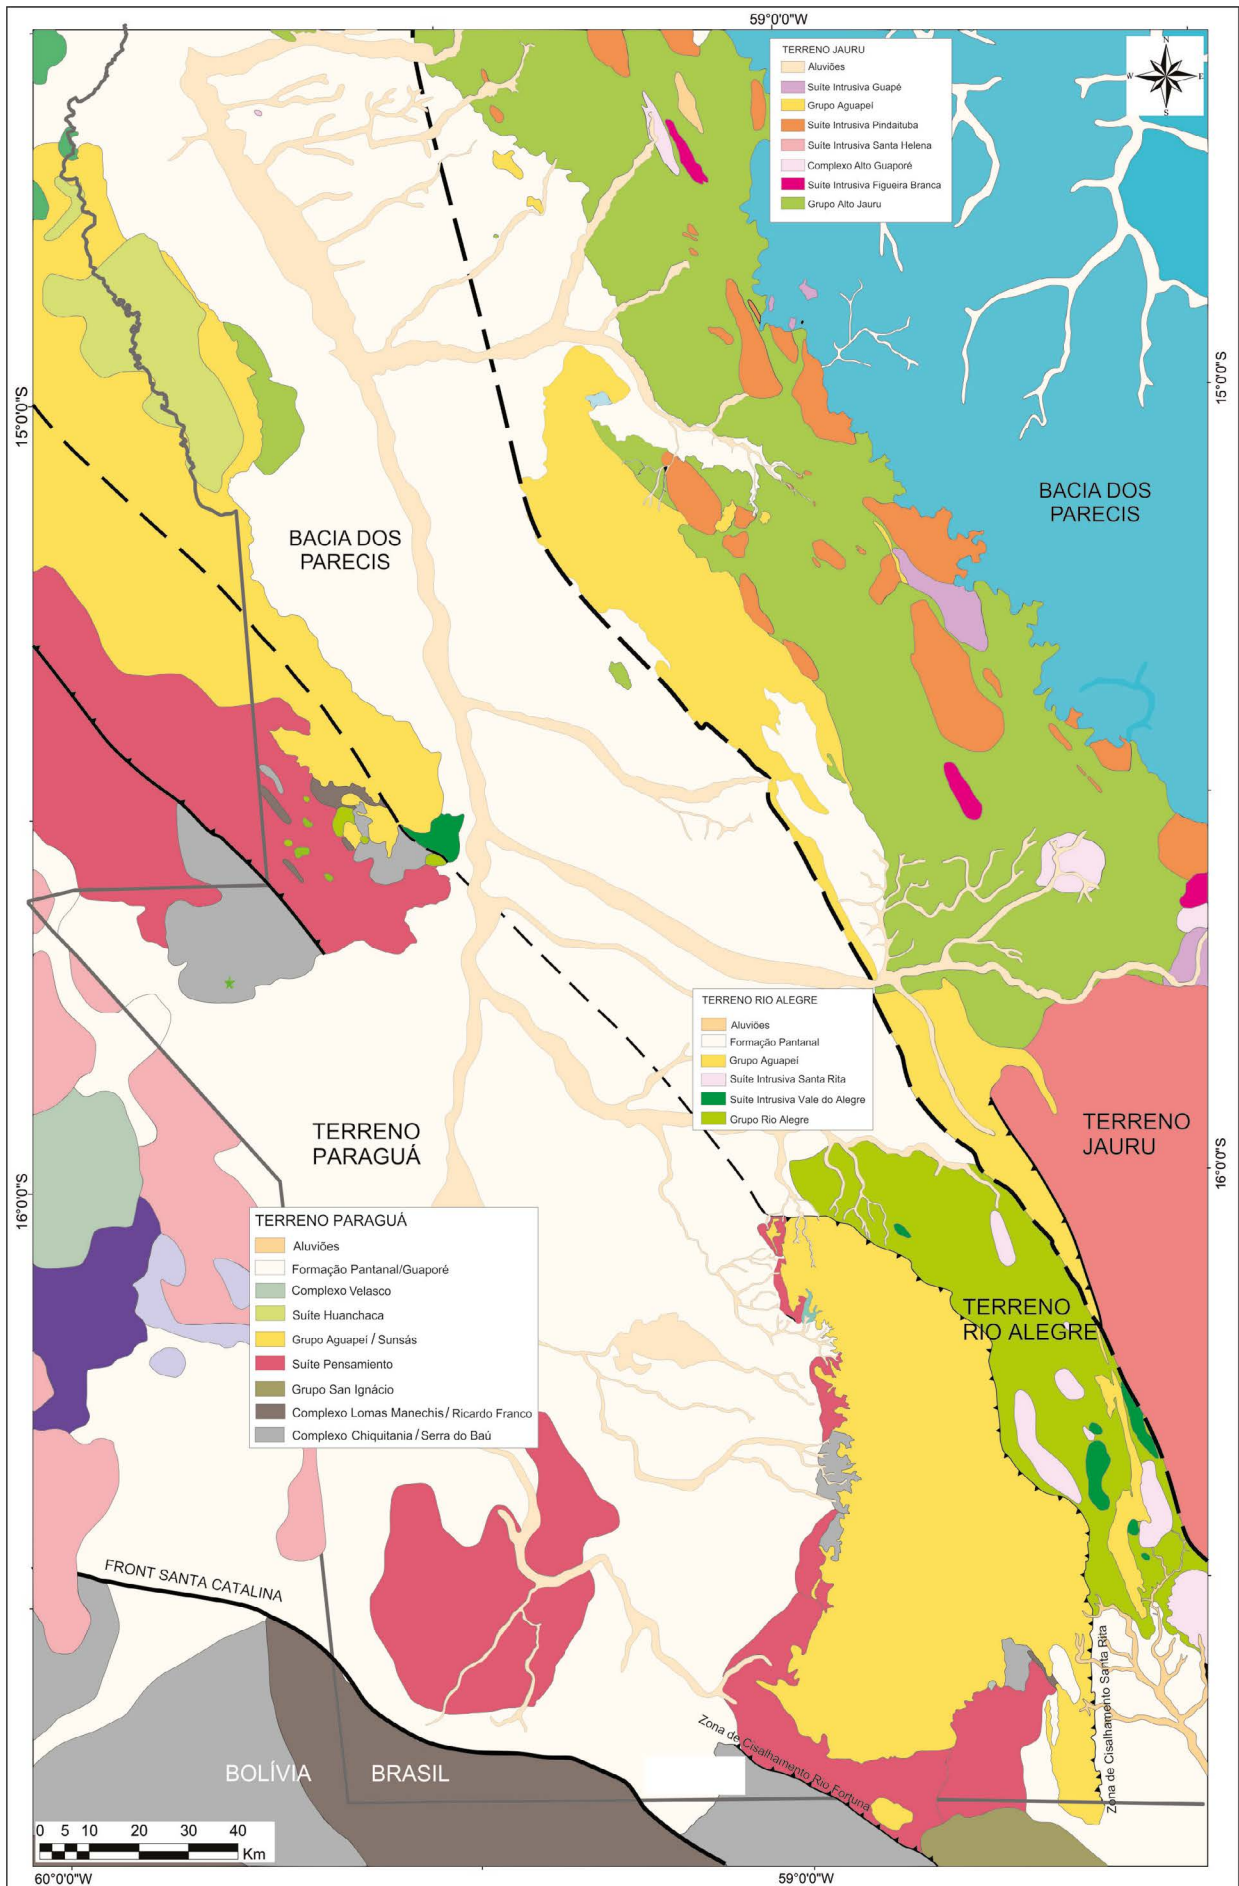 59°0'0"W
TERRENO JAURU
Aluviões
Suíte Intrusiva Guapé
Grupo Aguapeí
Suíte Intrusiva Pindaituba
Suíte Intrusiva Santa Helena
Complexo Alto Guaporé
Suíte Intrusiva Figueira Branca
Grupo Alto Jauru
N
W
E
S
15°0'0"S
15°0'0"S
BACIA DOS
PARECIS
BACIA DOS
PARECIS
TERRENO RIO ALEGRE
Aluviões
Formação Pantanal
Grupo Aguapeí
Suíte Intrusiva Santa Rita
Suíte Intrusiva Vale do Alegre
Grupo Rio Alegre
TERRENO
JAURU
TERRENO
PARAGUÁ
16°0'0"S
16°0'0"S
TERRENO PARAGUÁ
Aluviões
Formação Pantanal/Guaporé
Complexo Velasco
Suíte Huanchaca
Grupo Aguapeí / Sunsás
Suíte Pensamiento
Grupo San Ignácio
Complexo Lomas Manechis / Ricardo Franco
Complexo Chiquitania / Serra do Baú
TERRENO
RIO ALEGRE
FRONT SANTA CATALINA
Zona de Cisalhamento Santa Rita
Zona de Cisalhamento Rio Fortuna
BOLÍVIA
BRASIL
0 5 10 20 30 40
Km
60°0'0"W
59°0'0"W